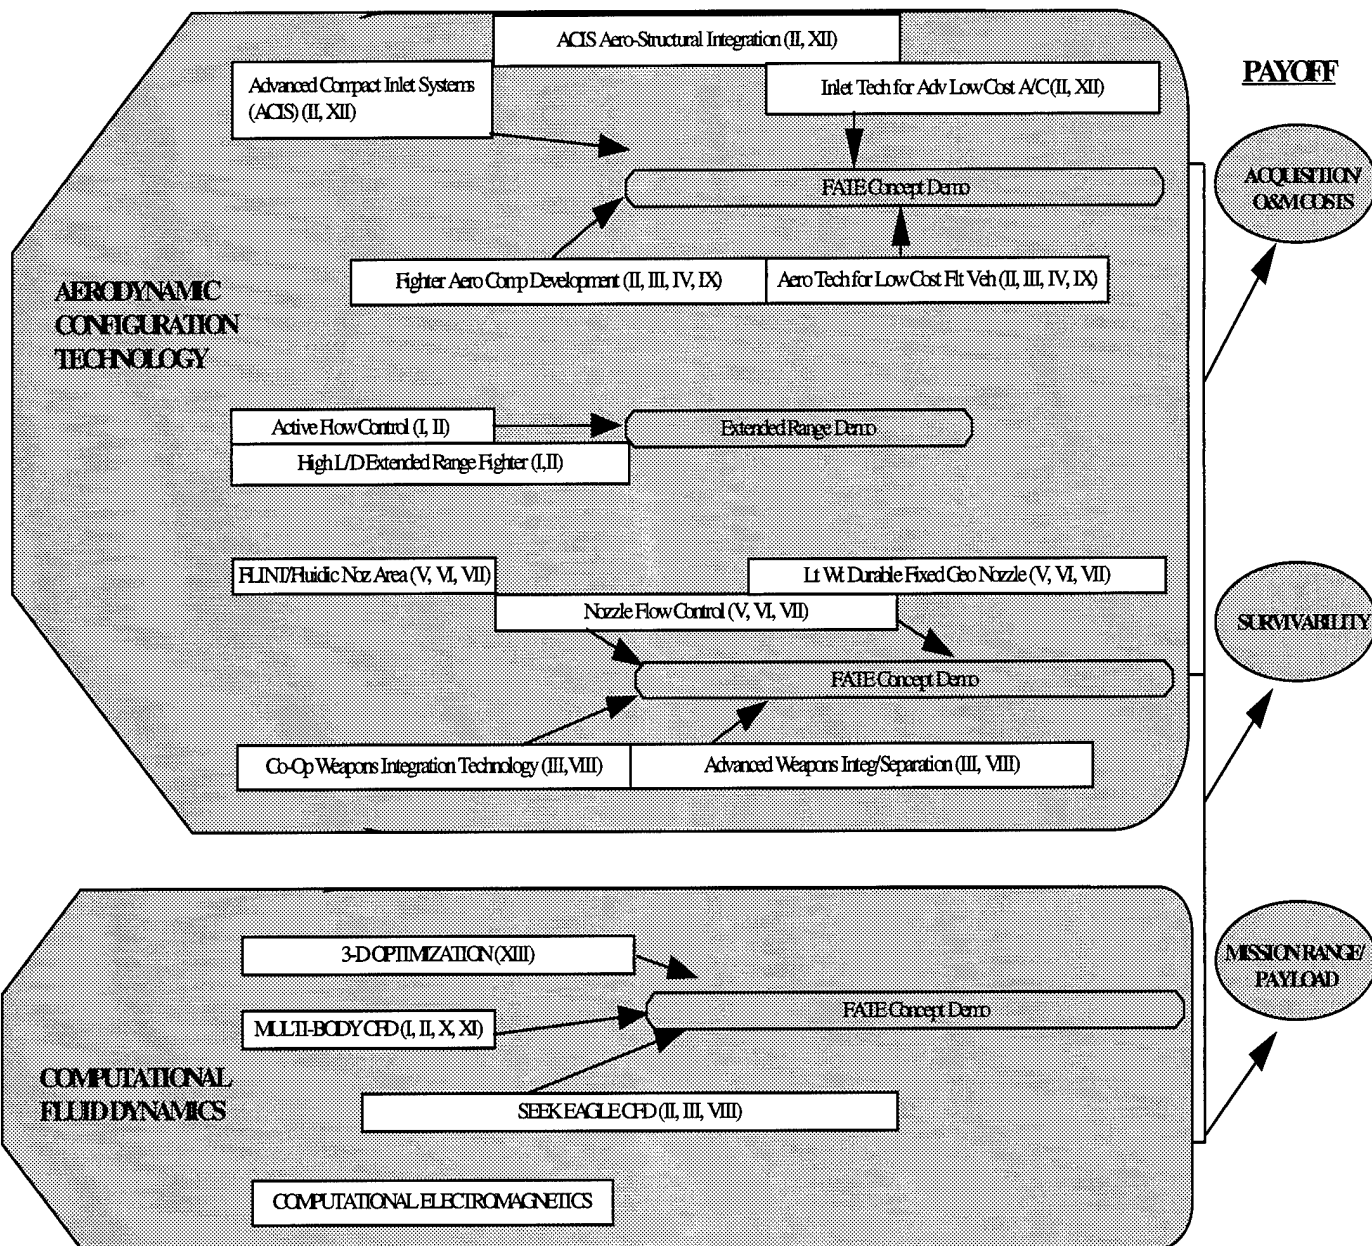 ACIS Aero-Structural Integration (II, XII)
Advanced Compact Inlet Systems
(ACIS) (II, XII)
Inlet Tech for Adv Low Cost A/C (II, XII)
PAYOFF
FATE Concept Demo
ACQUISITION/
O&M COSTS
Fighter Aero Comp Development (II, III, IV, IX)
Aero Tech for Low Cost Flt Veh (II, III, IV, IX)
AERODYNAMIC
CONFIGURATION
TECHNOLOGY
Active Flow Control (I, II)
Extended Range Demo
High L/D Extended Range Fighter (I,II)
FLINT/Fluidic Noz Area (V, VI, VII)
Lt Wt Durable Fixed Geo Nozzle (V, VI, VII)
Nozzle Flow Control (V, VI, VII)
SURVIVABILITY
FATE Concept Demo
Co-Op Weapons Integration Technology (III,VIII)
Advanced Weapons Integ/Separation (III, VIII)
3-D OPTIMIZATION (XIII)
MISSION RANGE/
PAYLOAD
FATE Concept Demo
MULTI-BODY CFD (I, II, X, XI)
COMPUTATIONAL
FLUID DYNAMICS
SEEK EAGLE CFD (II, III, VIII)
COMPUTATIONAL ELECTROMAGNETICS